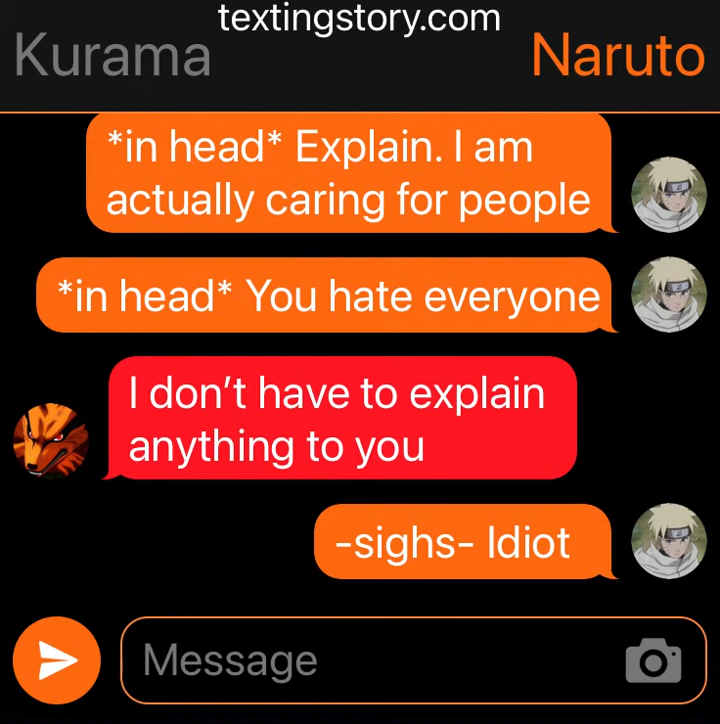 textingstory.com
Kurama
Naruto
*in head* Explain. I am
actually caring for people
*in head* You hate everyone
I don’t have to explain
anything to you
-sighs- Idiot
Message